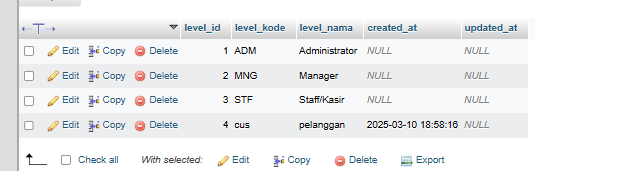 level_id level_kode level_nama created_at updated_at
Edit Copy Delete 1 ADM Administrator NULL NULL
Edit Copy Delete 2 MNG Manager NULL NULL
Edit Copy Delete 3 STF Staff/Kasir NULL NULL
Edit Copy Delete 4 cus pelanggan 2025-03-10 18:58:16 NULL
Check all With selected: Edit Copy Delete Export